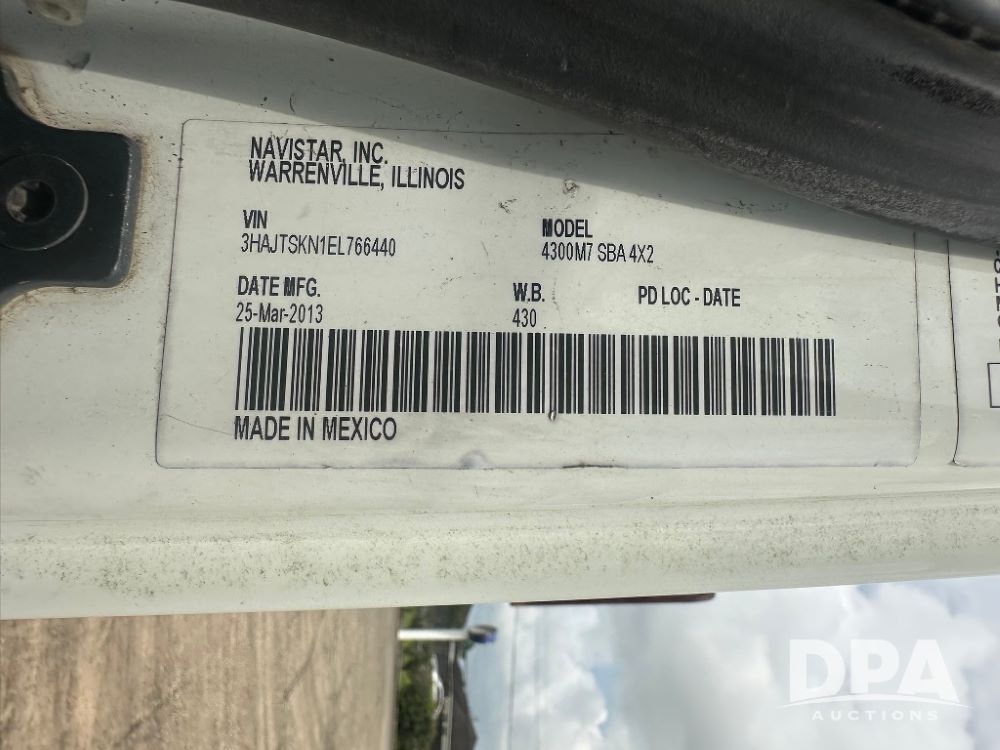 NAVISTAR, INC.
WARRENVILLE, ILLINOIS
VIN MODEL
3HAJTSKN1EL766440 4300M7 SBA 4X2
DATE MFG. W.B. PD LOC - DATE
25-Mar-2013 430
MADE IN MEXICO
DPA
AUCTIONS